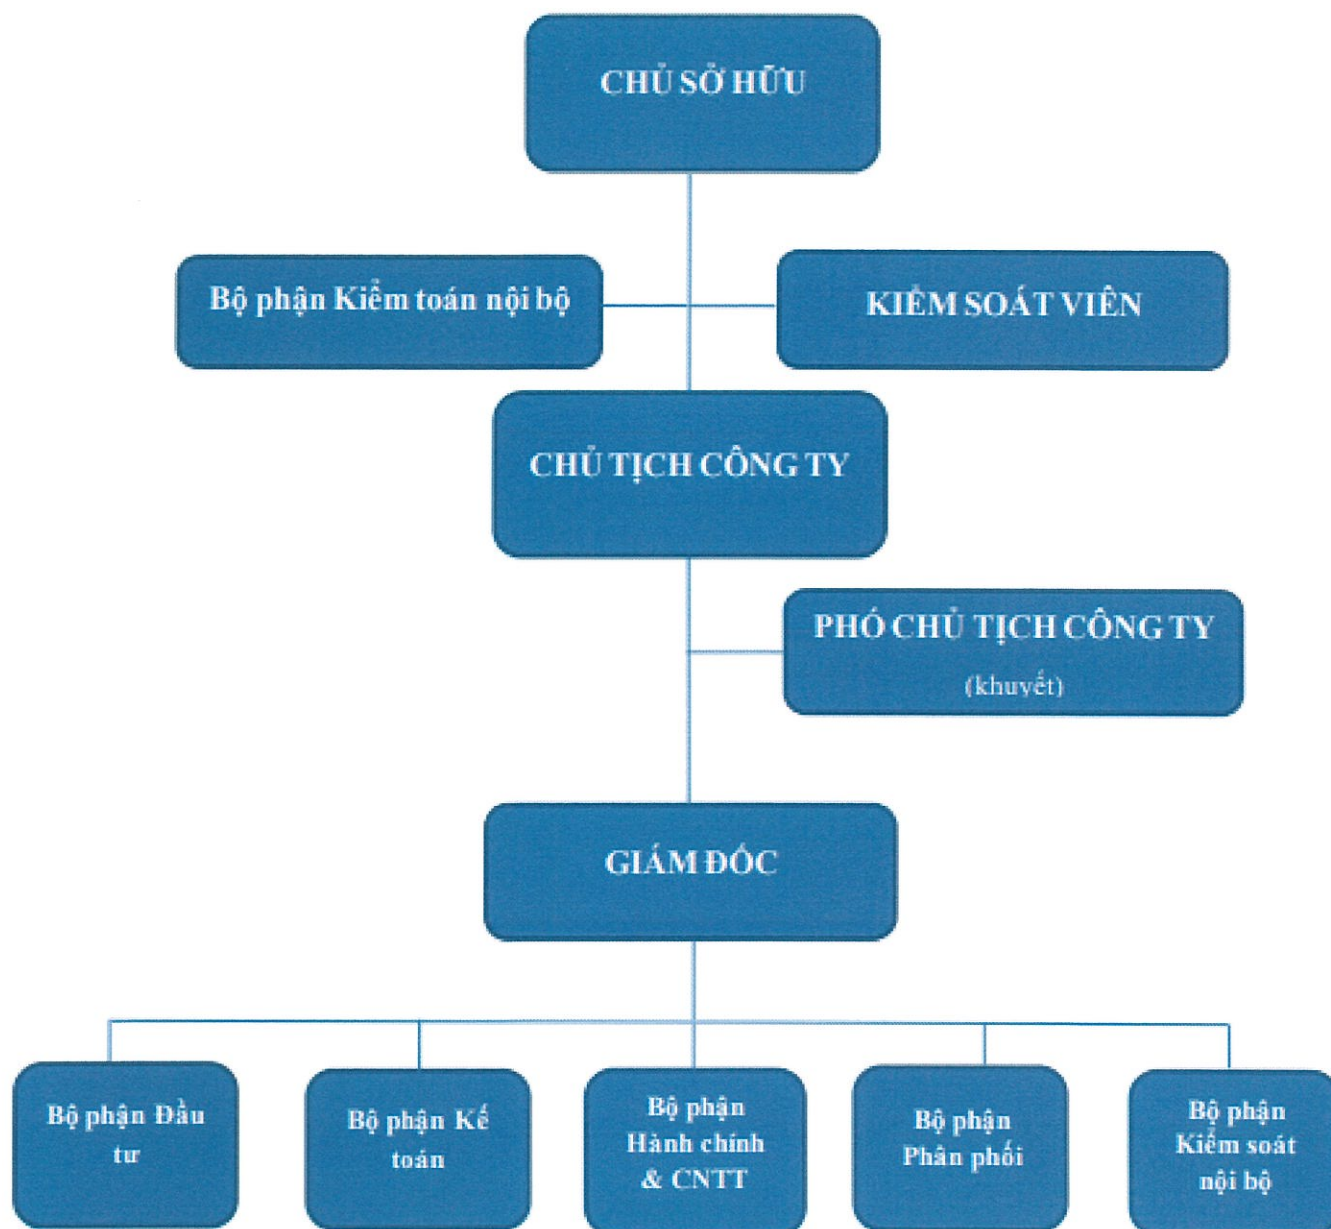 CHỦ SỞ HỮU
Bộ phận Kiểm toán nội bộ
KIỂM SOÁT VIÊN
CHỦ TỊCH CÔNG TY
PHÓ CHỦ TỊCH CÔNG TY
(khuyết)
GIÁM ĐỐC
Bộ phận Đầu
tư
Bộ phận Kế
toán
Bộ phận
Hành chính
& CNTT
Bộ phận
Phân phối
Bộ phận
Kiểm soát
nội bộ